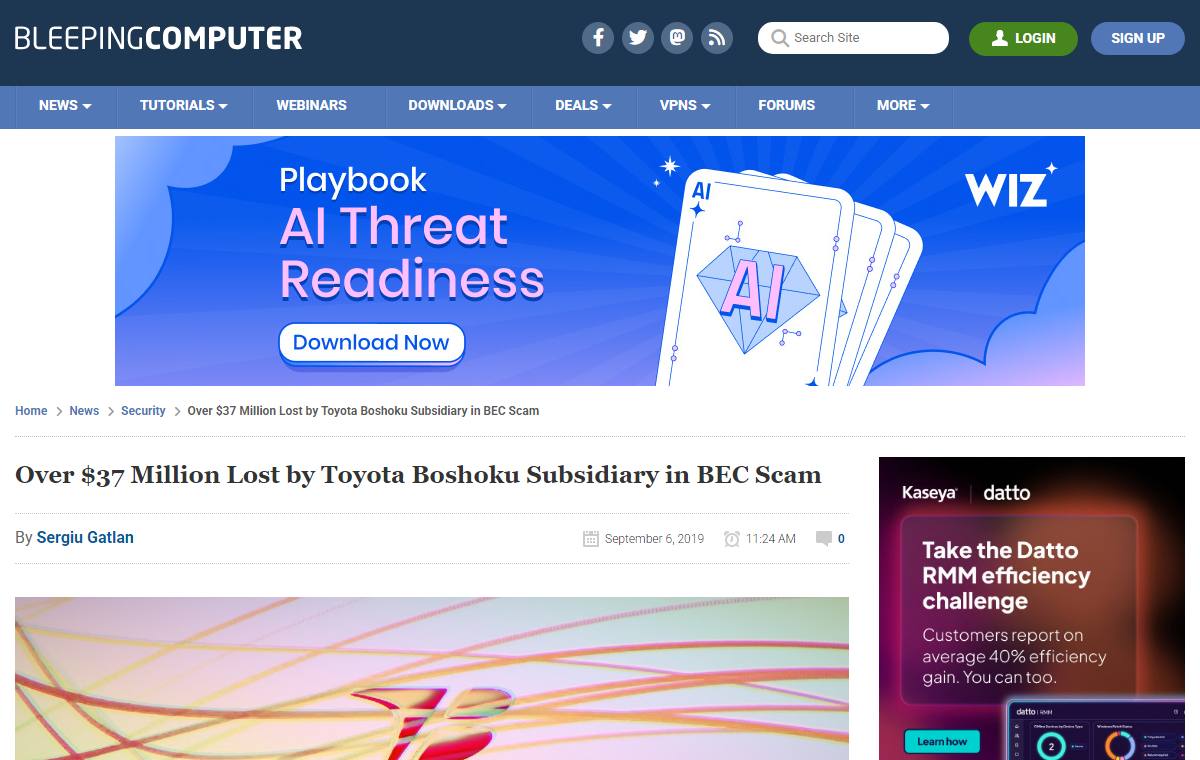 BLEEPINGCOMPUTER
Search Site
LOGIN
SIGN UP
NEWS
TUTORIALS
WEBINARS
DOWNLOADS
DEALS
VPNS
FORUMS
MORE
Playbook
AI Threat
Readiness
Download Now
AI
AI
WIZ
Home > News > Security > Over $37 Million Lost by Toyota Boshoku Subsidiary in BEC Scam
Over $37 Million Lost by Toyota Boshoku Subsidiary in BEC Scam
By Sergiu Gatlan
September 6, 2019
11:24 AM
0
Kaseya | datto
Take the Datto
RMM efficiency
challenge
Customers report on
average 40% efficiency
gain. You can too.
Learn how
datto | RMM
2